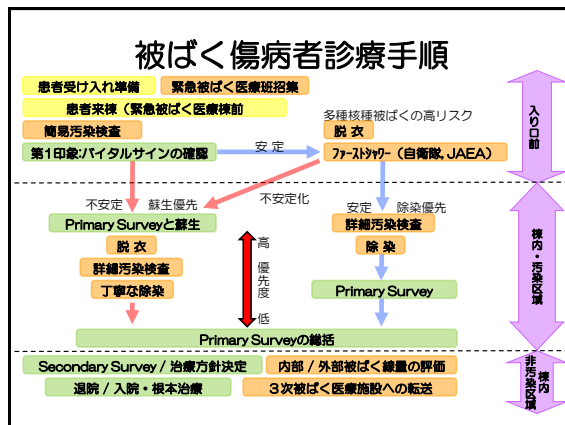 被ばく傷病者診療手順
患者受け入れ準備
緊急被ばく医療班招集
患者来棟（緊急被ばく医療棟前
簡易汚染検査
多種核種被ばくの高リスク
脱 衣
第1印象:バイタルサインの確認
安 定
ファーストシャワー（自衛隊, JAEA）
入り口前
不安定
蘇生優先
不安定化
安定
除染優先
Primary Surveyと蘇生
詳細汚染検査
脱 衣
除 染
詳細汚染検査
丁寧な除染
高
優先度
低
Primary Survey
Primary Surveyの総括
棟内・汚染区域
Secondary Survey / 治療方針決定
内部 / 外部被ばく線量の評価
退院 / 入院・根本治療
３次被ばく医療施設への転送
棟内
非汚染区域